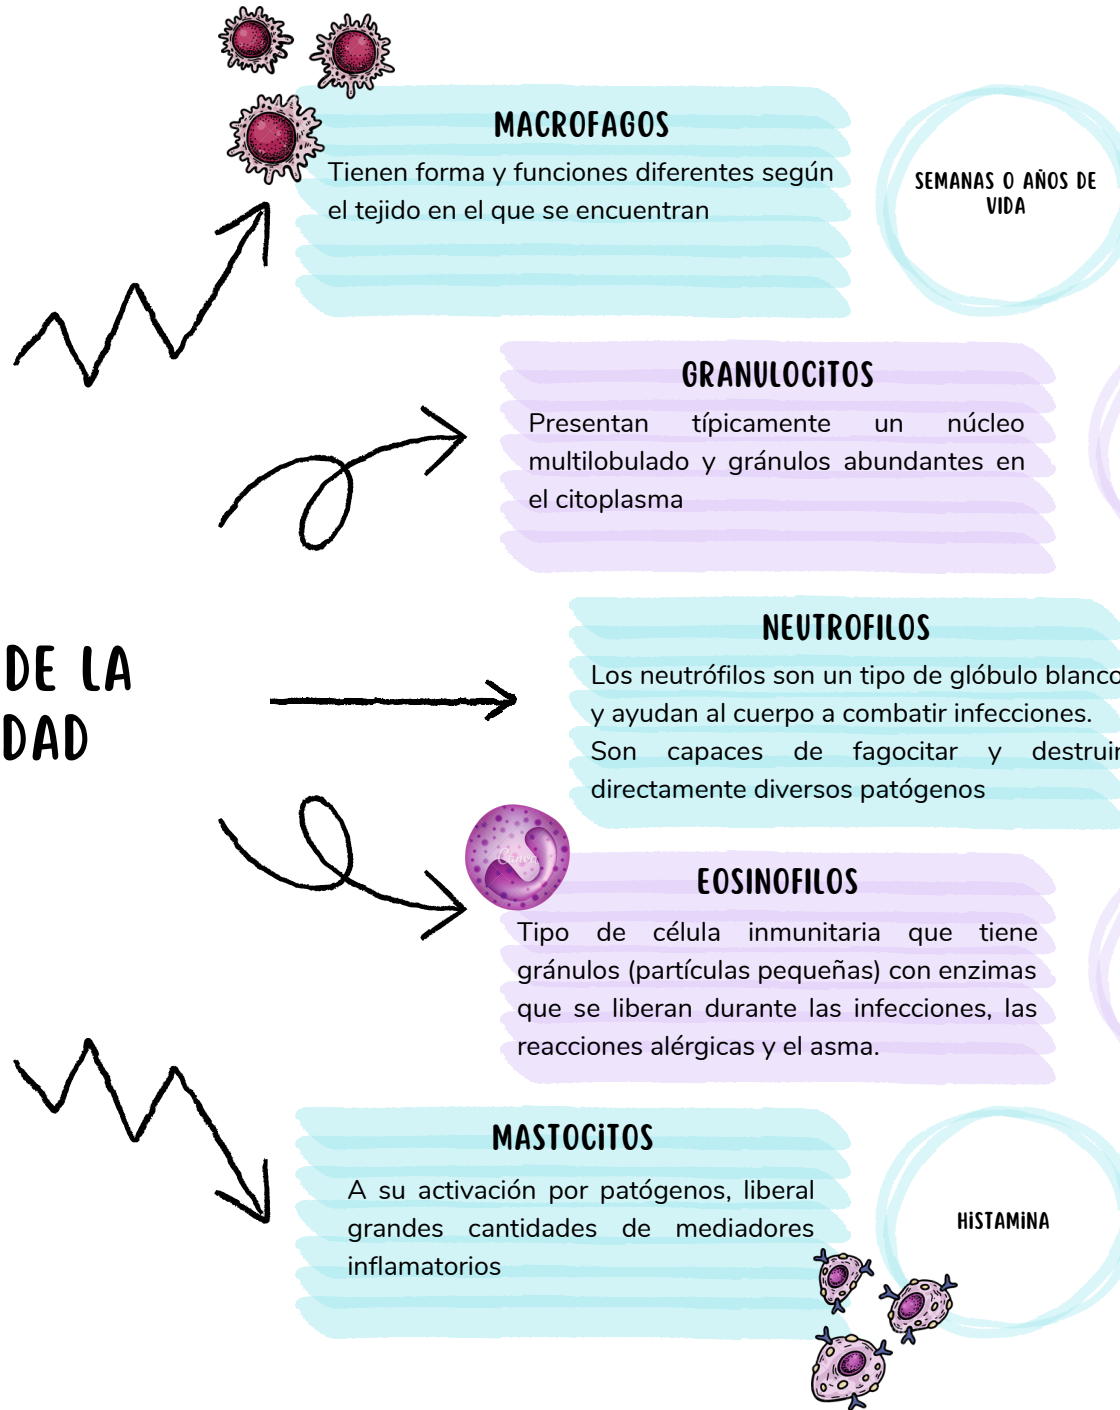 MACROFAGOS
Tienen forma y funciones diferentes según
el tejido en el que se encuentran
SEMANAS O AÑOS DE
VIDA
GRANULOCiTOS
Presentan típicamente un núcleo
multilobulado y gránulos abundantes en
el citoplasma
DE LA
DAD
NEUTROFILOS
Los neutrófilos son un tipo de glóbulo blanco
y ayudan al cuerpo a combatir infecciones.
Son capaces de fagocitar y destruir
directamente diversos patógenos
Canva
EOSINOFILOS
Tipo de célula inmunitaria que tiene
gránulos (partículas pequeñas) con enzimas
que se liberan durante las infecciones, las
reacciones alérgicas y el asma.
MASTOCiTOS
A su activación por patógenos, liberal
grandes cantidades de mediadores
inflamatorios
HiSTAMiNA